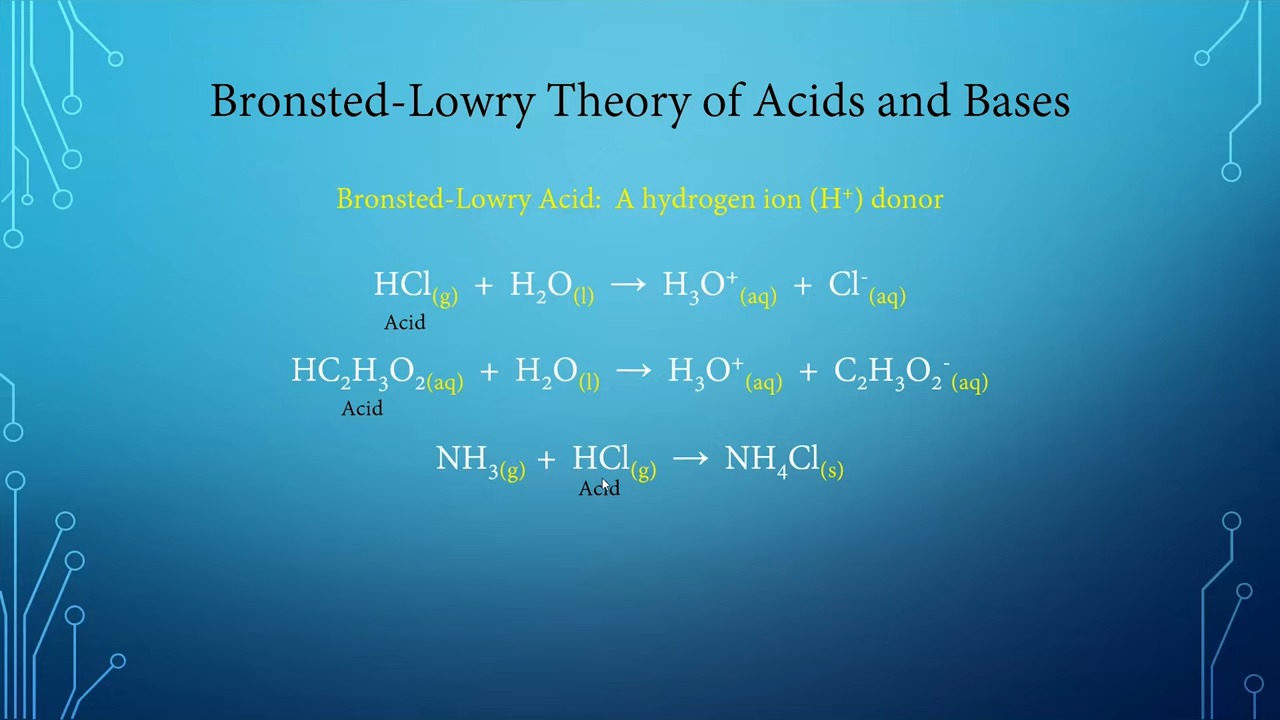 Bronsted-Lowry Theory of Acids and Bases
Bronsted-Lowry Acid: A hydrogen ion (H⁺) donor
HCl(g) + H₂O(l) → H₃O⁺(aq) + Cl⁻(aq)
Acid
HC₂H₃O₂(aq) + H₂O(l) → H₃O⁺(aq) + C₂H₃O₂⁻(aq)
Acid
NH₃(g) + HCl(g) → NH₄Cl(s)
Acid